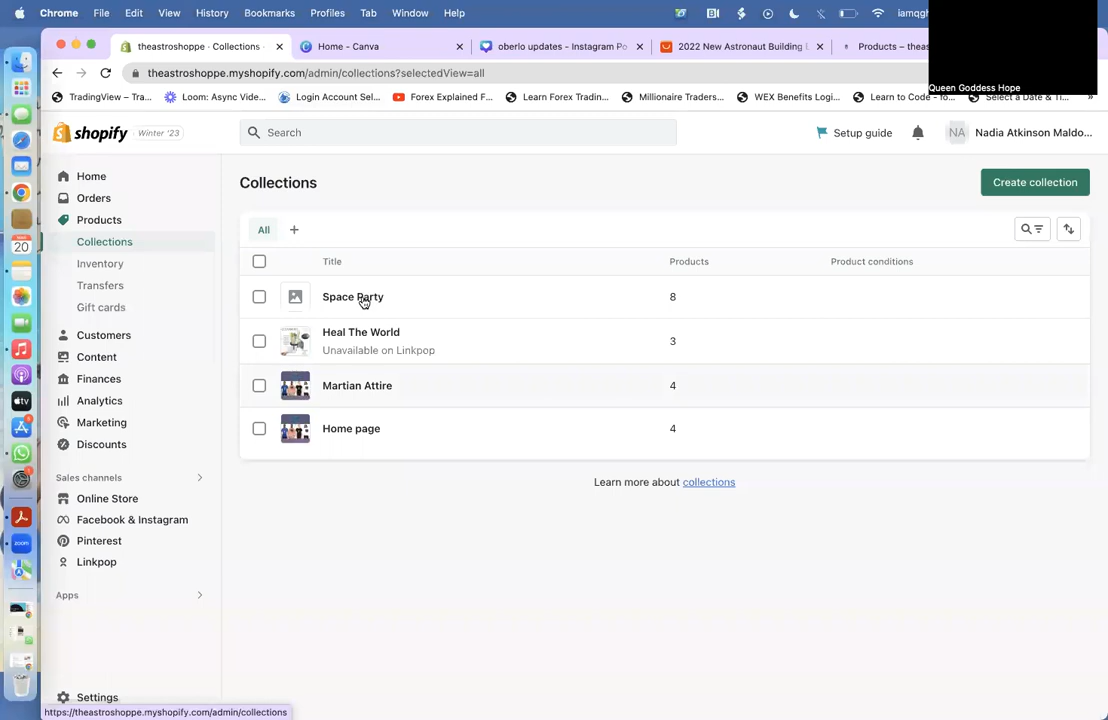 Chrome File Edit View History Bookmarks Profiles Tab Window Help iamqgh
theastroshoppe · Collections · Home - Canva oberlo updates - Instagram Po 2022 New Astronaut Building Products – theas
theastroshoppe.myshopify.com/admin/collections?selectedView=all
TradingView – Tra... Loom: Async Vide... Login Account Sel... Forex Explained F... Learn Forex Tradin... Millionaire Traders... WEX Benefits Logi... Learn to Code - fo... Select a Date & Ti... »
Queen Goddess Hope
shopify Winter '23 Search Setup guide NA Nadia Atkinson Maldo...
Home
Orders
Products
Collections
Inventory
Transfers
Gift cards
Customers
Content
Finances
Analytics
Marketing
Discounts
Sales channels
Online Store
Facebook & Instagram
Pinterest
Linkpop
Apps
Settings
Collections Create collection
All +
Title Products Product conditions
Space Party 8
Heal The World 3
Unavailable on Linkpop
Martian Attire 4
Home page 4
Learn more about collections
20
tv
zoom
https://theastroshoppe.myshopify.com/admin/collections